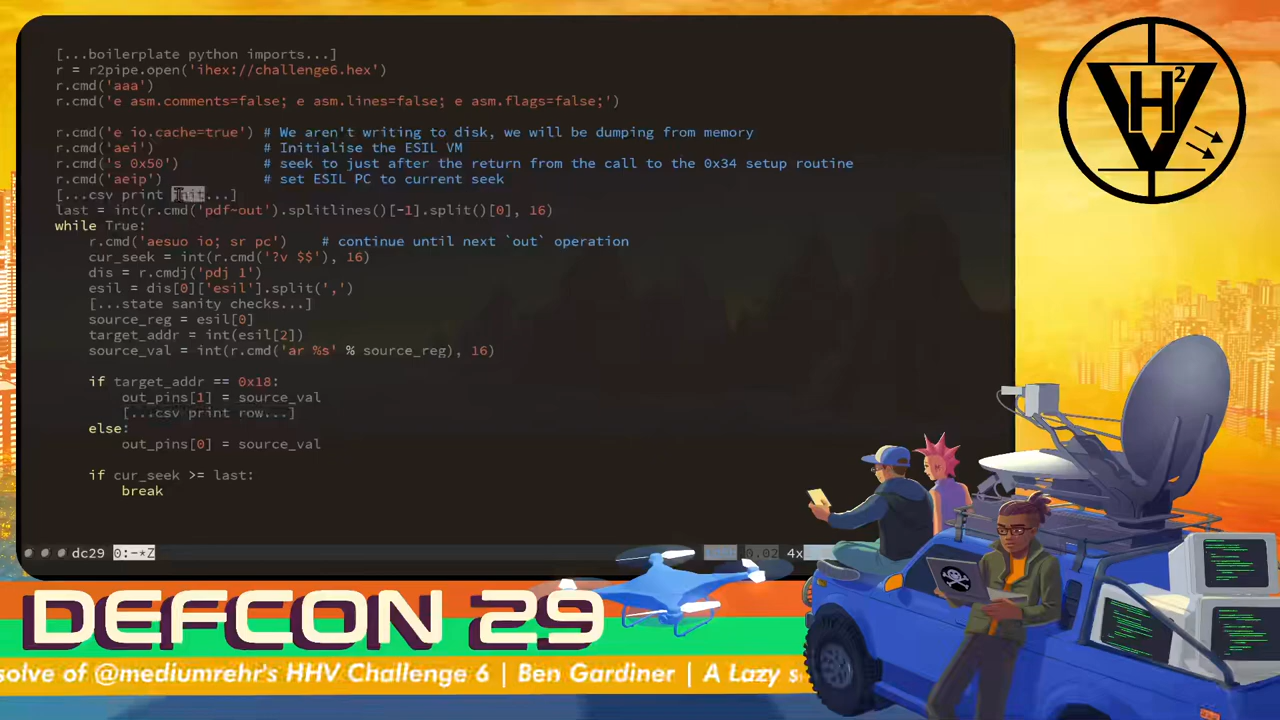 [...boilerplate python imports...]
r = r2pipe.open('ihex://challenge6.hex')
r.cmd('aaa')
r.cmd('e asm.comments=false; e asm.lines=false; e asm.flags=false;')
r.cmd('e io.cache=true') # We aren't writing to disk, we will be dumping from memory
r.cmd('aei') # Initialise the ESIL VM
r.cmd('s 0x50') # seek to just after the return from the call to the 0x34 setup routine
r.cmd('aeip') # set ESIL PC to current seek
[...csv print init...]
last = int(r.cmd('pdf~out').splitlines()[-1].split()[0], 16)
while True:
r.cmd('aesuo io; sr pc') # continue until next `out` operation
cur_seek = int(r.cmd('?v $$'), 16)
dis = r.cmdj('pdj 1')
esil = dis[0]['esil'].split(',')
[...state sanity checks...]
source_reg = esil[0]
target_addr = int(esil[2])
source_val = int(r.cmd('ar %s' % source_reg), 16)
if target_addr == 0x18:
out_pins[1] = source_val
[...csv print row...]
else:
out_pins[0] = source_val
if cur_seek >= last:
break
dc29 0:-*Z 0.02 4x
H2
V
DEFCON 29
solve of @mediumrehr's HHV Challenge 6 | Ben Gardiner | A Lazy s